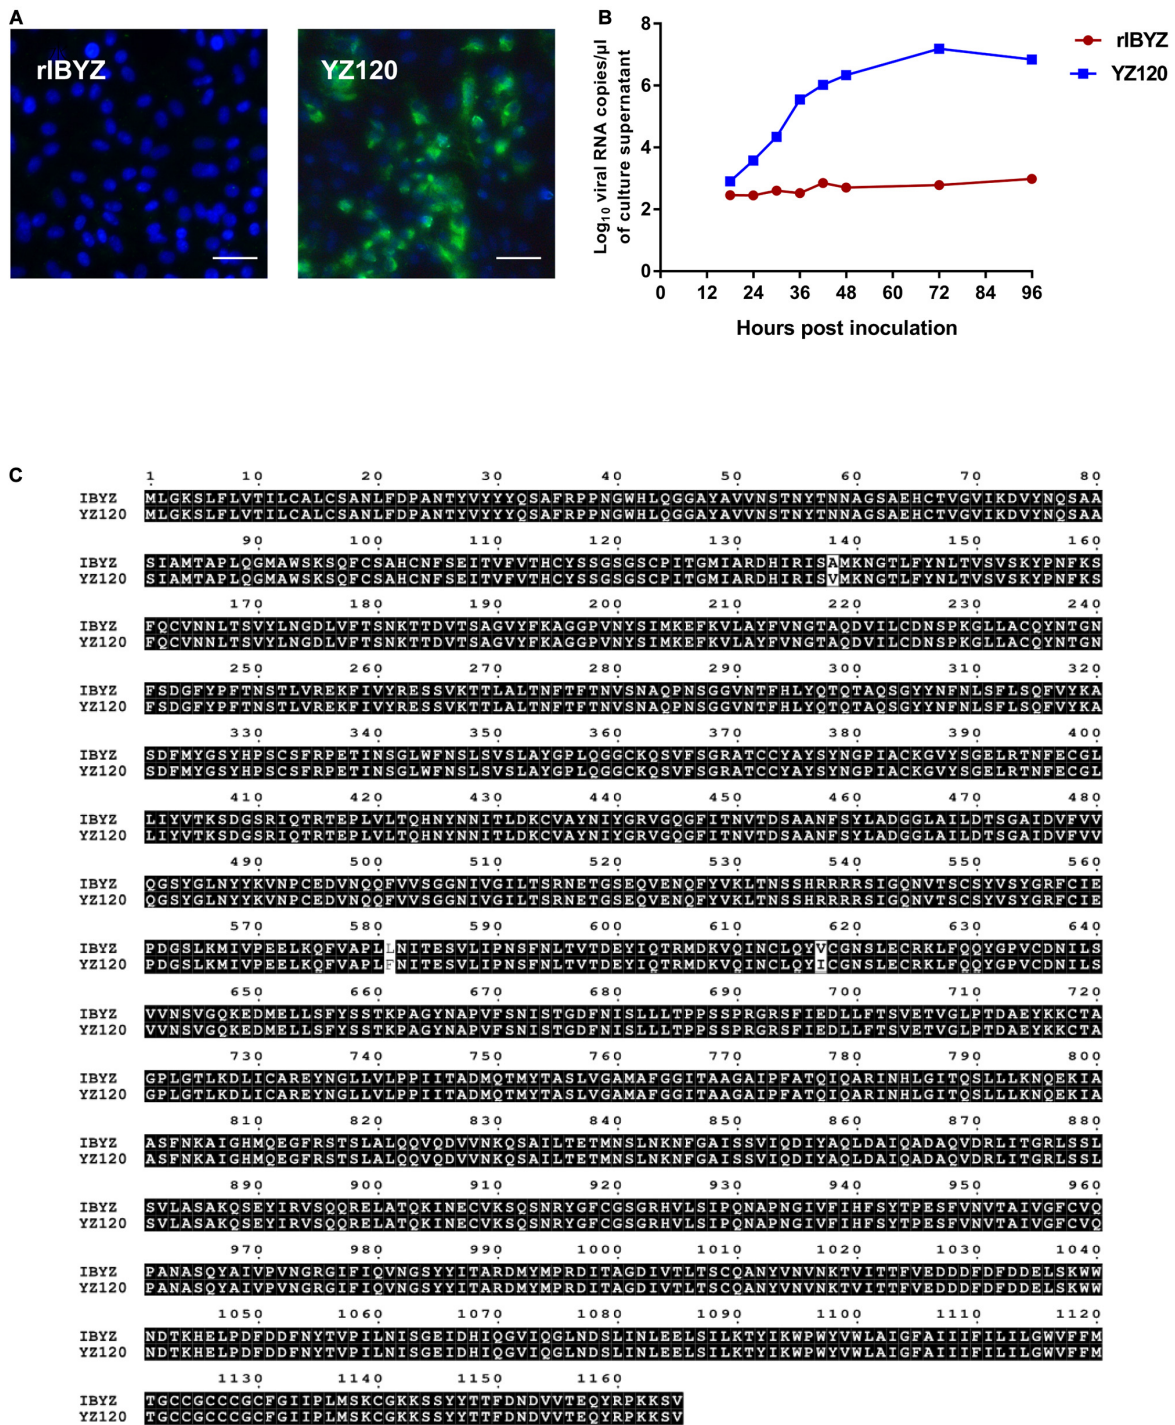 A
rIBYZ
YZ120
B
Log10 viral RNA copies/µl
of culture supernatant
8
6
4
2
0
0 12 24 36 48 60 72 84 96
Hours post inoculation
rIBYZ
YZ120
C
1 10 20 30 40 50 60 70 80
IBYZ MLGKSLFLVTILCALCSANLFDPANTYVYYYQSAFRPPNGWHLQGGAYAVVNSTNYTNNAGSAEHCTVGVIKDVYNQSAA
YZ120 MLGKSLFLVTILCALCSANLFDPANTYVYYYQSAFRPPNGWHLQGGAYAVVNSTNYTNNAGSAEHCTVGVIKDVYNQSAA
90 100 110 120 130 140 150 160
IBYZ SIAMTAPLQGMAWSKSQFCSAHCNFSEITVFVTHCYSSGSGSCPITGMIARDHIRISAMKNGTLFYNLTVSVSKYPNFKS
YZ120 SIAMTAPLQGMAWSKSQFCSAHCNFSEITVFVTHCYSSGSGSCPITGMIARDHIRISVMKNGTLFYNLTVSVSKYPNFKS
170 180 190 200 210 220 230 240
IBYZ FQCVNNLTSVYLNGDLVFTSNKTTDVTSAGVYFKAGGPVNYSIMKEFKVLAYFVNGTAQDVILCDNSPKGLLACQYNTGN
YZ120 FQCVNNLTSVYLNGDLVFTSNKTTDVTSAGVYFKAGGPVNYSIMKEFKVLAYFVNGTAQDVILCDNSPKGLLACQYNTGN
250 260 270 280 290 300 310 320
IBYZ FSDGFYPFTNSTLVREKFIVYRESSVKTTLALTNFTFTNVSNAQPNSGGVNTFHLYQTQTAQSGYYNFNLSFLSQFVYKA
YZ120 FSDGFYPFTNSTLVREKFIVYRESSVKTTLALTNFTFTNVSNAQPNSGGVNTFHLYQTQTAQSGYYNFNLSFLSQFVYKA
330 340 350 360 370 380 390 400
IBYZ SDFMYGSYHPSCSFRPETINSGLWFNSLSVSLAYGPLQGGCKQSVFSGRATCCYAYSYNGPIACKGVYSGELRTNFECGL
YZ120 SDFMYGSYHPSCSFRPETINSGLWFNSLSVSLAYGPLQGGCKQSVFSGRATCCYAYSYNGPIACKGVYSGELRTNFECGL
410 420 430 440 450 460 470 480
IBYZ LIYVTKSDGSRIQTRTEPLVLTQHNYNNITLDKCVAYNIYGRVGQGFITNVTDSAANFSYLADGGLAILDTSGAIDVFVV
YZ120 LIYVTKSDGSRIQTRTEPLVLTQHNYNNITLDKCVAYNIYGRVGQGFITNVTDSAANFSYLADGGLAILDTSGAIDVFVV
490 500 510 520 530 540 550 560
IBYZ QGSYGLNYYKVNPCEDVNQQFVVSGGNIVGILTSRNETGSEQVENQFYVKLTNSSHRRRRSIGQNVTSCSYVSYGRFCIE
YZ120 QGSYGLNYYKVNPCEDVNQQFVVSGGNIVGILTSRNETGSEQVENQFYVKLTNSSHRRRRSIGQNVTSCSYVSYGRFCIE
570 580 590 600 610 620 630 640
IBYZ PDGSLKMIVPEELKQFVAPLLNITESVLIPNSFNLTVTDEYIQTRMDKVQINCLQYVCGNSLECRKLFQQYGPVCDNILS
YZ120 PDGSLKMIVPEELKQFVAPLFNITESVLIPNSFNLTVTDEYIQTRMDKVQINCLQYICGNSLECRKLFQQYGPVCDNILS
650 660 670 680 690 700 710 720
IBYZ VVNSVGQKEDMELLSFYSSTKPAGYNAPVFSNISTGDFNISLLLTPPSSPRGRSFIEDLLFTSVETVGLPTDAEYKKCTA
YZ120 VVNSVGQKEDMELLSFYSSTKPAGYNAPVFSNISTGDFNISLLLTPPSSPRGRSFIEDLLFTSVETVGLPTDAEYKKCTA
730 740 750 760 770 780 790 800
IBYZ GPLGTLKDLICAREYNGLLVLPPIITADMQTMYTASLVGAMAFGGITAAGAIPFATQIQARINHLGITQSLLLKNQEKIA
YZ120 GPLGTLKDLICAREYNGLLVLPPIITADMQTMYTASLVGAMAFGGITAAGAIPFATQIQARINHLGITQSLLLKNQEKIA
810 820 830 840 850 860 870 880
IBYZ ASFNKAIGHMQEGFRSTSLALQQVQDVVNKQSAILTETMNSLNKNFGAISSVIQDIYAQLDAIQADAQVDRLITGRLSSL
YZ120 ASFNKAIGHMQEGFRSTSLALQQVQDVVNKQSAILTETMNSLNKNFGAISSVIQDIYAQLDAIQADAQVDRLITGRLSSL
890 900 910 920 930 940 950 960
IBYZ SVLASAKQSEYIRVSQQRELATQKINECVKSQSNRYGFCGSGRHVLSIPQNAPNGIVFIHFSYTPESFVNVTAIVGFCVQ
YZ120 SVLASAKQSEYIRVSQQRELATQKINECVKSQSNRYGFCGSGRHVLSIPQNAPNGIVFIHFSYTPESFVNVTAIVGFCVQ
970 980 990 1000 1010 1020 1030 1040
IBYZ PANASQYAIVPVNGRGIFIQVNGSYYITARDMYMPRDITAGDIVTLTSCQANYVNVNKTVITTFVEDDDFDFDDELSKWW
YZ120 PANASQYAIVPVNGRGIFIQVNGSYYITARDMYMPRDITAGDIVTLTSCQANYVNVNKTVITTFVEDDDFDFDDELSKWW
1050 1060 1070 1080 1090 1100 1110 1120
IBYZ NDTKHELPDFDDFNYTVPILNISGEIDHIQGVIQGLNDSLINLEELSILKTYIKWPWYVWLAIGFAIIIFILILGWVFFM
YZ120 NDTKHELPDFDDFNYTVPILNISGEIDHIQGVIQGLNDSLINLEELSILKTYIKWPWYVWLAIGFAIIIFILILGWVFFM
1130 1140 1150 1160
IBYZ TGCCGCCCGCFGIIPLMSKCGKKSSYYTTFDNDVVTEQYRPKKSV
YZ120 TGCCGCCCGCFGIIPLMSKCGKKSSYYTTFDNDVVTEQYRPKKSV